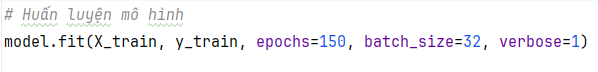 # Huấn luyện mô hình
model.fit(X_train, y_train, epochs=150, batch_size=32, verbose=1)